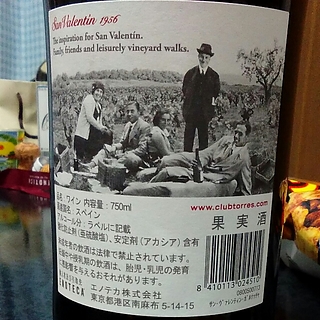 San Valentín 1956
The inspiration for San Valentín.
Family, friends and leisurely vineyard walks.
www.clubtorres.com
品名：ワイン 内容量：750ml
原産国名：スペイン
アルコール分：ラベルに記載
酸化防止剤(亜硫酸塩)、安定剤(アカシア)含有
未成年者の飲酒は法律で禁止されています。
妊娠中や授乳期の飲酒は、胎児・乳児の発育
に悪影響を与えるおそれがあります。
エノテカ株式会社
東京都港区南麻布 5-14-15
ENOTECA
果実酒
8 410113 024510